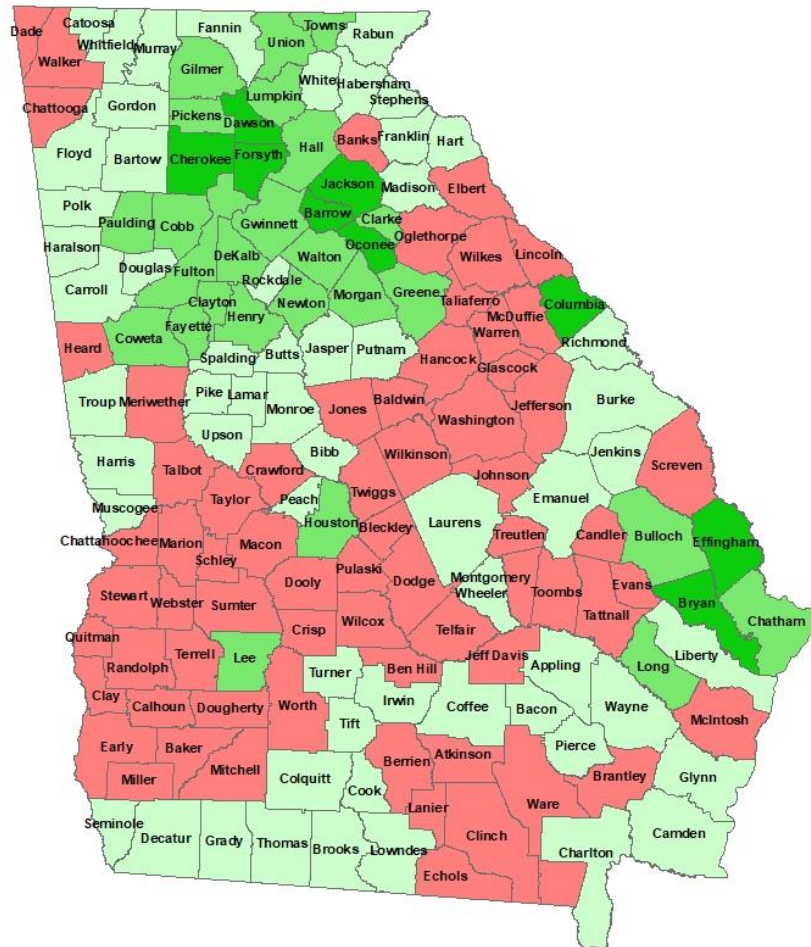 Dade
Catoosa
Whitfield
Murray
Fannin
Union
Towns
Rabun
Walker
Gilmer
White
Habersham
Stephens
Lumpkin
Chattooga
Gordon
Pickens
Dawson
Banks
Franklin
Hart
Floyd
Bartow
Cherokee
Forsyth
Hall
Jackson
Madison
Elbert
Polk
Paulding
Cobb
Gwinnett
Barrow
Clarke
Oconee
Oglethorpe
Wilkes
Lincoln
Haralson
Douglas
Fulton
DeKalb
Walton
Rockdale
Carroll
Clayton
Newton
Morgan
Greene
Taliaferro
Columbia
McDuffie
Warren
Richmond
Heard
Coweta
Fayette
Henry
Spalding
Butts
Jasper
Putnam
Hancock
Glascock
Troup
Meriwether
Pike
Lamar
Monroe
Jones
Baldwin
Washington
Jefferson
Burke
Upson
Harris
Talbot
Crawford
Bibb
Wilkinson
Johnson
Jenkins
Screven
Muscogee
Taylor
Peach
Houston
Twiggs
Bleckley
Laurens
Emanuel
Treutlen
Candler
Bulloch
Effingham
Chattahoochee
Marion
Schley
Macon
Dooly
Pulaski
Dodge
Montgomery
Wheeler
Toombs
Evans
Tattnall
Bryan
Chatham
Stewart
Webster
Sumter
Crisp
Wilcox
Telfair
Quitman
Randolph
Terrell
Lee
Turner
Ben Hill
Jeff Davis
Appling
Long
Liberty
Clay
Calhoun
Dougherty
Worth
Irwin
Tift
Coffee
Bacon
Wayne
McIntosh
Early
Baker
Miller
Mitchell
Colquitt
Cook
Berrien
Atkinson
Pierce
Brantley
Glynn
Lanier
Ware
Clinch
Seminole
Decatur
Grady
Thomas
Brooks
Lowndes
Echols
Charlton
Camden